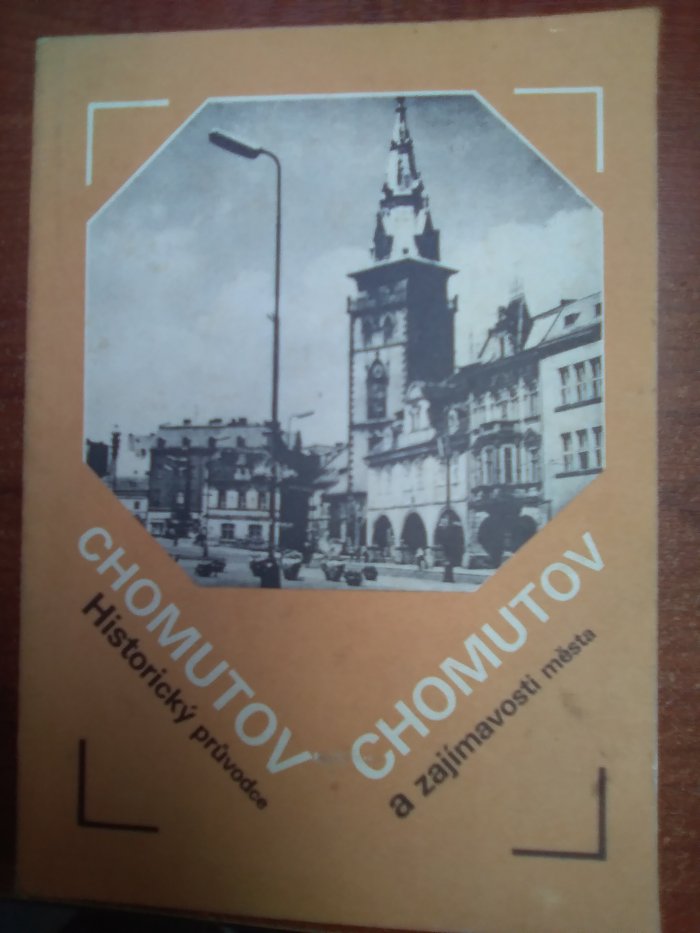 CHOMUTOV
Historický průvodce
CHOMUTOV
a zajímavosti města